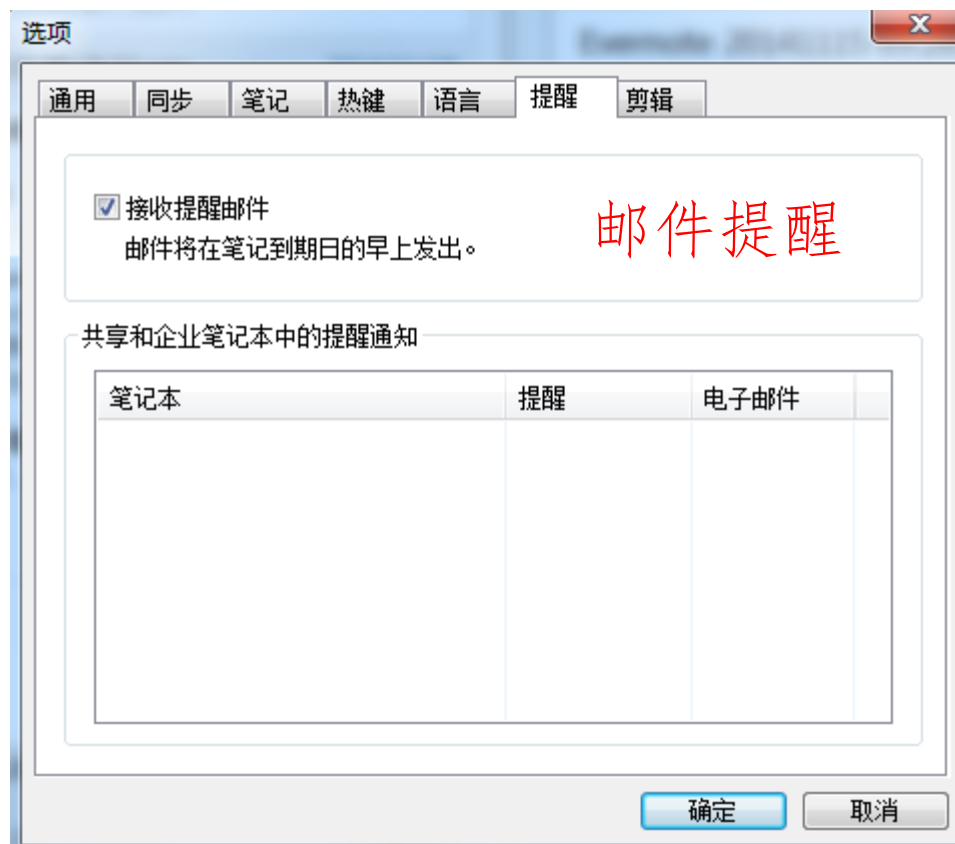 选项
Evernote 20141115
通用 同步 笔记 热键 语言 提醒 剪辑
接收提醒邮件
邮件提醒
邮件将在笔记到期日的早上发出。
共享和企业笔记本中的提醒通知
笔记本 提醒 电子邮件
确定 取消